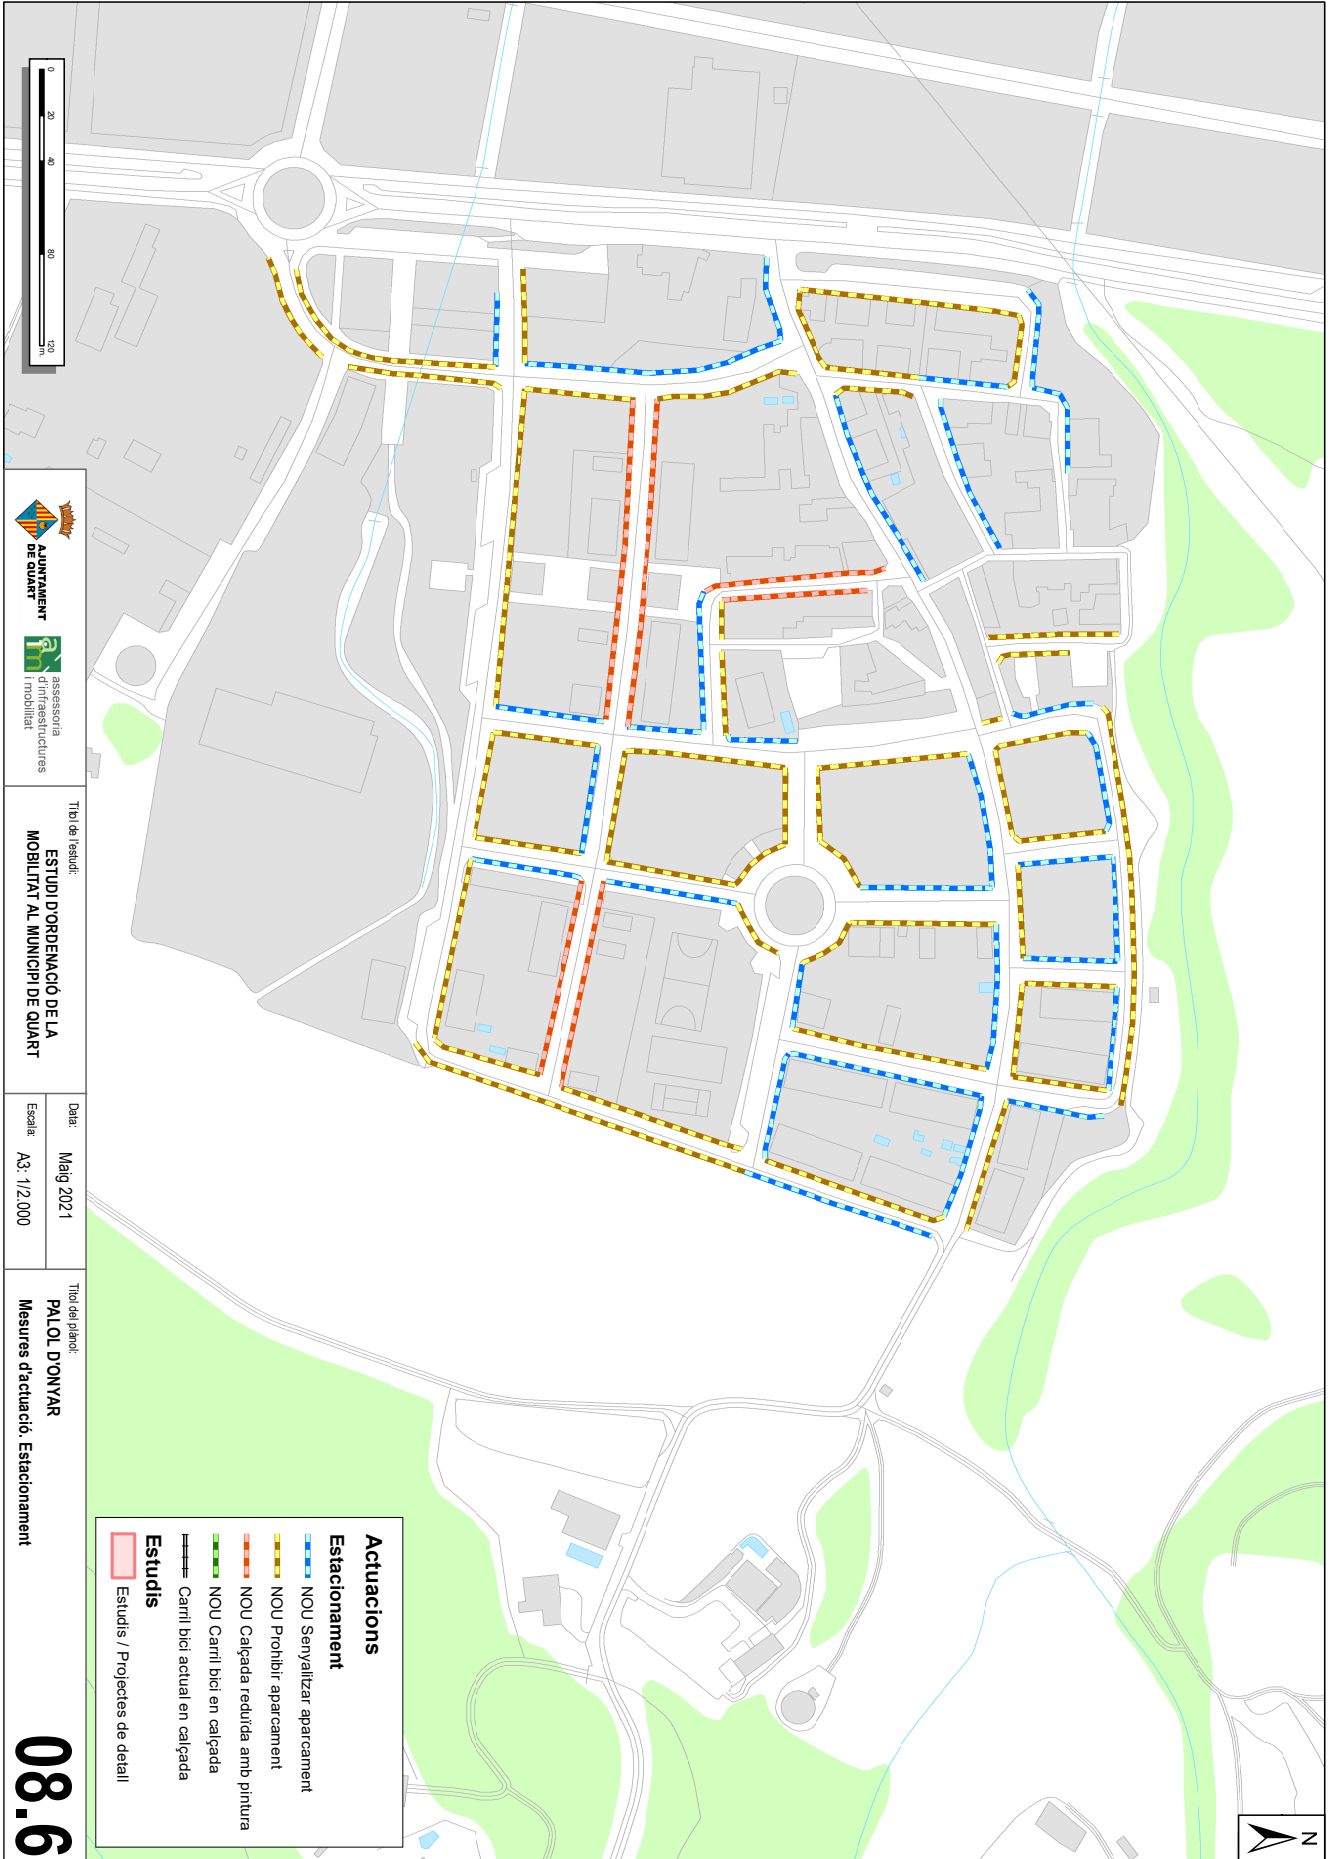 Actuacions
Estacionament
NOU Senyalitzar aparcament
NOU Prohibir aparcament
NOU Calçada reduïda amb pintura
NOU Carril bici en calçada
Carril bici actual en calçada
Estudis
Estudis / Projectes de detall
N
0 20 40 80 120
m.
AJUNTAMENT
DE QUART
aim
assessoria
d'infraestructures
i mobilitat
Títol de l'estudi:
ESTUDI D'ORDENACIÓ DE LA
MOBILITAT AL MUNICIPI DE QUART
Data:
Maig 2021
Escala:
A3: 1/2.000
Títol del plànol:
PALOL D'ONYAR
Mesures d'actuació. Estacionament
08.6